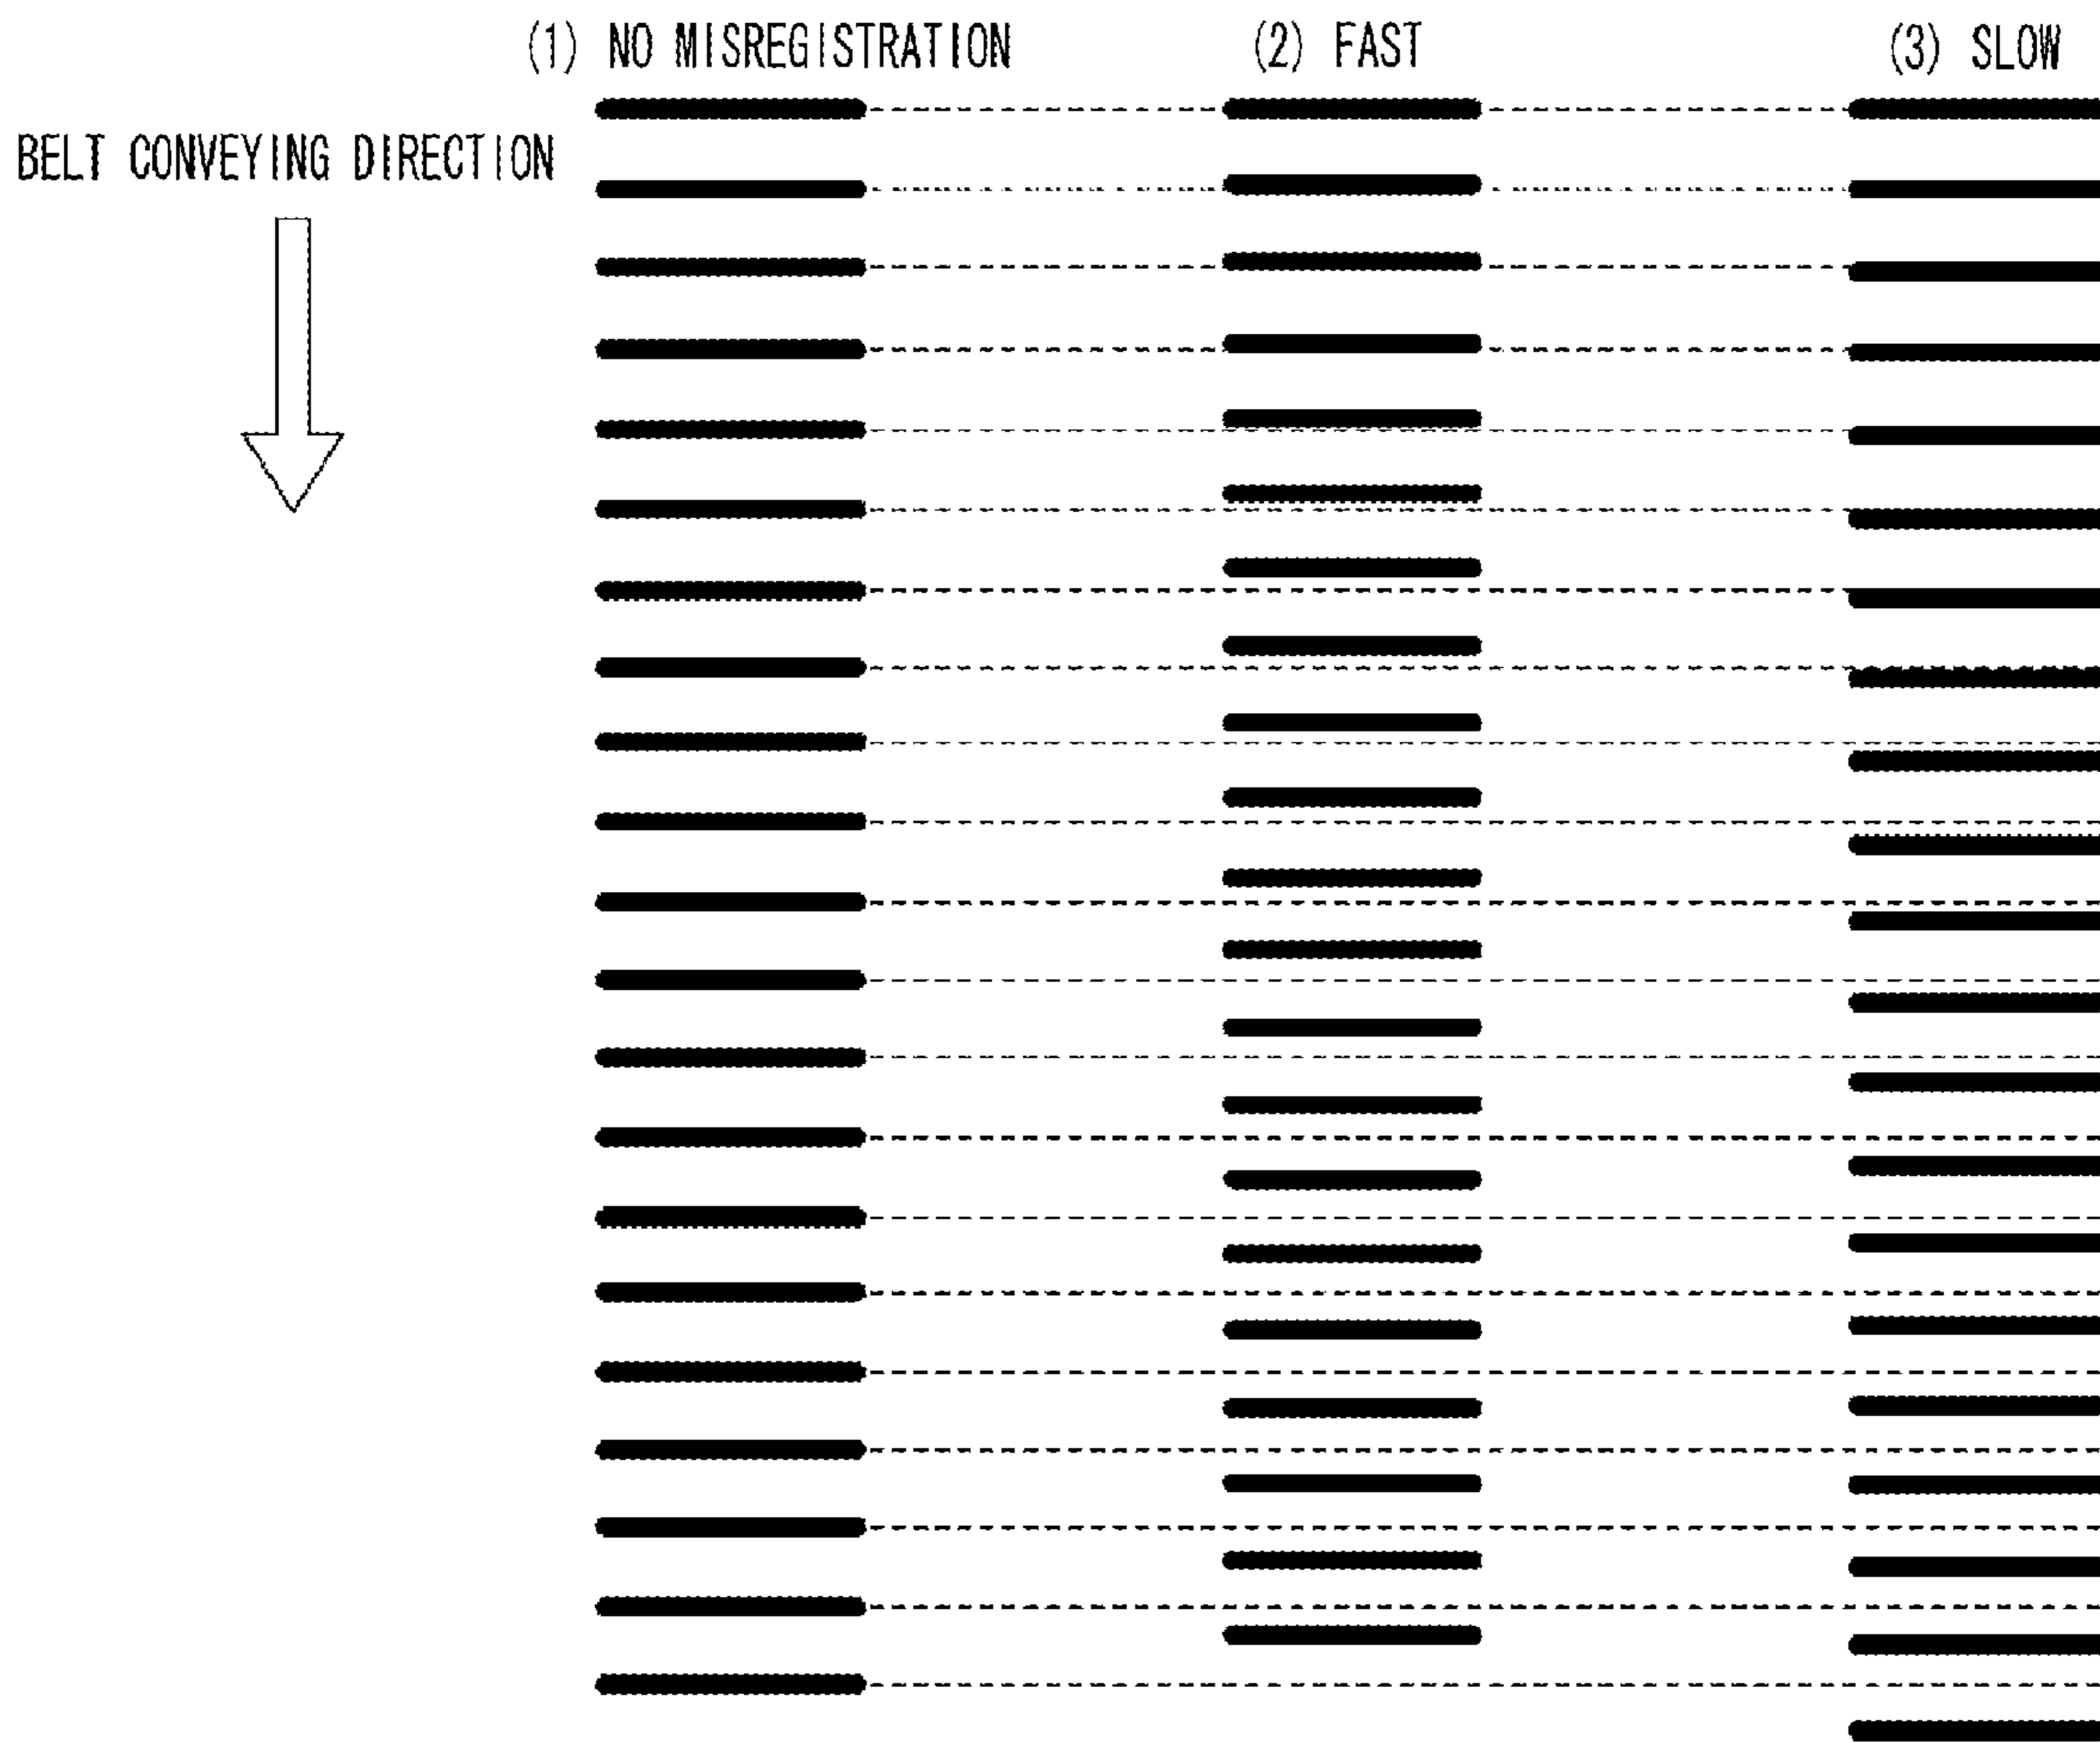 (1) NO MISREGISTRATION (2) FAST (3) SLOW
BELT CONVEYING DIRECTION